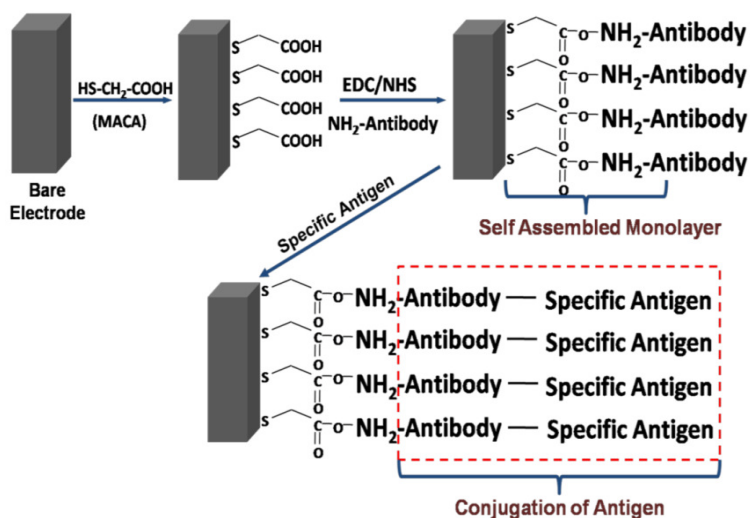 Bare
Electrode
HS-CH₂-COOH
(MACA)
S COOH
S COOH
S COOH
S COOH
EDC/NHS
NH₂-Antibody
S C O O NH₂-Antibody
S C O O NH₂-Antibody
S C O O NH₂-Antibody
S C O O NH₂-Antibody
Self Assembled Monolayer
Specific Antigen
S C O O NH₂-Antibody — Specific Antigen
S C O O NH₂-Antibody — Specific Antigen
S C O O NH₂-Antibody — Specific Antigen
S C O O NH₂-Antibody — Specific Antigen
Conjugation of Antigen